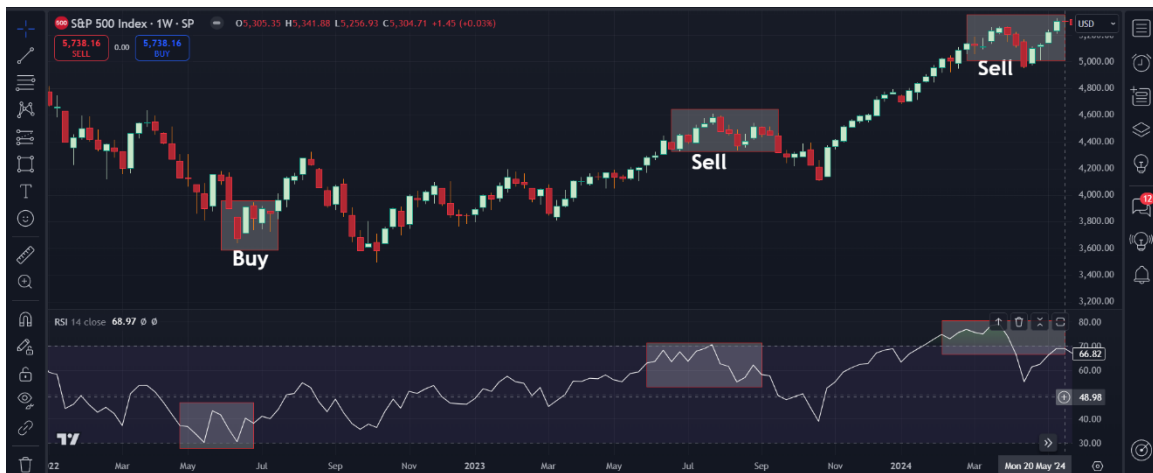 500 S&P 500 Index · 1W · SP O5,305.35 H5,341.88 L5,256.93 C5,304.71 +1.45 (+0.03%)
USD
5,738.16 SELL 0.00 5,738.16 BUY
5,200.00
Sell
5,000.00
4,800.00
4,600.00
4,400.00
Sell
4,200.00
4,000.00
3,800.00
Buy
3,600.00
3,400.00
3,200.00
RSI 14 close 68.97 Ø Ø
80.00
70.00
66.82
60.00
48.98
40.00
30.00
22 Mar May Jul Sep Nov 2023 Mar May Jul Sep Nov 2024 Mar Mon 20 May '24
T
12